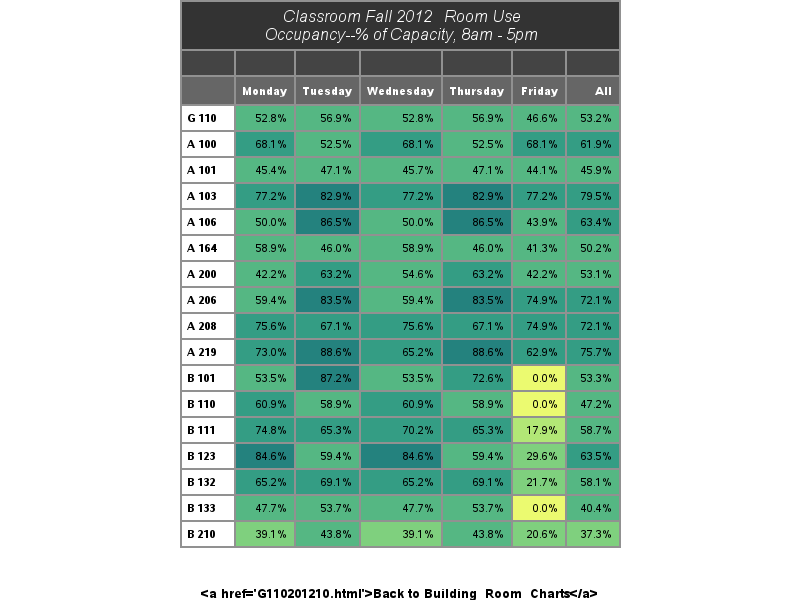 Classroom Fall 2012 Room Use
Occupancy--% of Capacity, 8am - 5pm
Monday Tuesday Wednesday Thursday Friday All
G 110 52.8% 56.9% 52.8% 56.9% 46.6% 53.2%
A 100 68.1% 52.5% 68.1% 52.5% 68.1% 61.9%
A 101 45.4% 47.1% 45.7% 47.1% 44.1% 45.9%
A 103 77.2% 82.9% 77.2% 82.9% 77.2% 79.5%
A 106 50.0% 86.5% 50.0% 86.5% 43.9% 63.4%
A 164 58.9% 46.0% 58.9% 46.0% 41.3% 50.2%
A 200 42.2% 63.2% 54.6% 63.2% 42.2% 53.1%
A 206 59.4% 83.5% 59.4% 83.5% 74.9% 72.1%
A 208 75.6% 67.1% 75.6% 67.1% 74.9% 72.1%
A 219 73.0% 88.6% 65.2% 88.6% 62.9% 75.7%
B 101 53.5% 87.2% 53.5% 72.6% 0.0% 53.3%
B 110 60.9% 58.9% 60.9% 58.9% 0.0% 47.2%
B 111 74.8% 65.3% 70.2% 65.3% 17.9% 58.7%
B 123 84.6% 59.4% 84.6% 59.4% 29.6% 63.5%
B 132 65.2% 69.1% 65.2% 69.1% 21.7% 58.1%
B 133 47.7% 53.7% 47.7% 53.7% 0.0% 40.4%
B 210 39.1% 43.8% 39.1% 43.8% 20.6% 37.3%
<a href='G110201210.html'>Back to Building Room Charts</a>